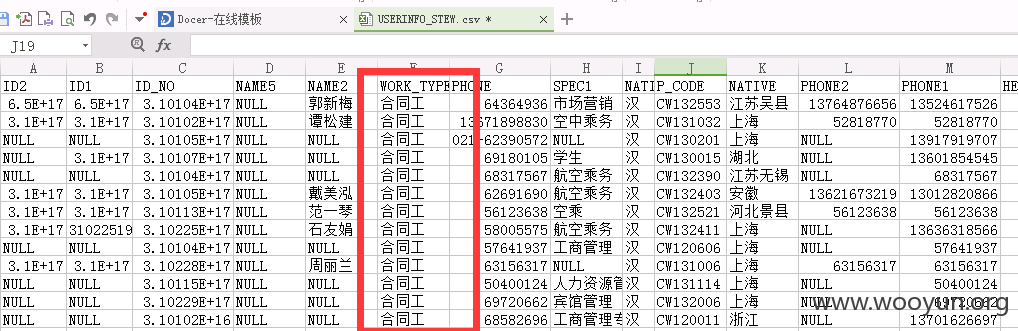 Docer-在线模板 USERINFO_STEW.csv *
J19 fx
A B C D E F G H I J K L M
ID2 ID1 ID_NO NAME5 NAME2 WORK_TYPE PHONE SPEC1 NATI P_CODE NATIVE PHONE2 PHONE1 HE
6.5E+17 6.5E+17 3.10104E+17 NULL 郭新梅 合同工 64364936 市场营销 汉 CW132553 江苏吴县 13764876656 13524617526
3.1E+17 3.1E+17 3.10102E+17 NULL 谭松建 合同工 13671898830 空中乘务 汉 CW131032 上海 52818770 52818770
NULL NULL 3.10105E+17 NULL NULL 合同工 021-62390572 NULL 汉 CW130201 上海 NULL 13917919707
NULL 3.1E+17 3.10107E+17 NULL NULL 合同工 69180105 学生 汉 CW130015 湖北 NULL 13601854545
NULL NULL 3.10105E+17 NULL NULL 合同工 68317567 航空乘务 汉 CW132390 江苏无锡 NULL 68317567
3.1E+17 3.1E+17 3.10105E+17 NULL 戴美泓 合同工 62691690 航空乘务 汉 CW132403 安徽 13621673219 13012820866
3.1E+17 3.1E+17 3.10113E+17 NULL 范一琴 合同工 56123638 空乘 汉 CW132521 河北景县 56123638 56123638
3.1E+17 31022519 3.10225E+17 NULL 石友娟 合同工 58005575 航空乘务 汉 CW132411 上海 NULL 13636318566
NULL NULL 3.10104E+17 NULL NULL 合同工 57641937 工商管理 汉 CW120606 上海 NULL 57641937
3.1E+17 3.1E+17 3.10228E+17 NULL 周丽兰 合同工 63156317 NULL 汉 CW131006 上海 63156317 63156317
NULL NULL 3.10115E+17 NULL NULL 合同工 50400124 人力资源管 汉 CW131114 上海 NULL 50400124
NULL NULL 3.10229E+17 NULL NULL 合同工 69720662 宾馆管理 汉 CW132006 上海 NULL
NULL NULL 3.10102E+16 NULL NULL 合同工 68582696 工商管理专 汉 CW120011 浙江 NULL 13701626697
www.wooyun.org